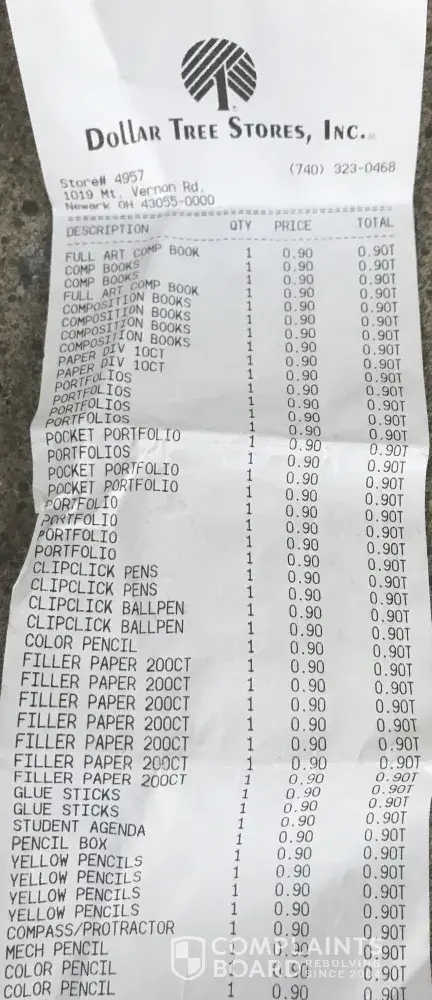 Dollar Tree Stores, Inc.
(740) 323-0468
Store# 4957
1019 Mt. Vernon Rd.
Newark OH 43055-0000
DESCRIPTION QTY PRICE TOTAL
FULL ART COMP BOOK 1 0.90 0.90T
COMP BOOKS 1 0.90 0.90T
COMP BOOKS 1 0.90 0.90T
FULL ART COMP BOOK 1 0.90 0.90T
COMPOSITION BOOKS 1 0.90 0.90T
COMPOSITION BOOKS 1 0.90 0.90T
COMPOSITION BOOKS 1 0.90 0.90T
COMPOSITION BOOKS 1 0.90 0.90T
PAPER DIV 10CT 1 0.90 0.90T
PAPER DIV 10CT 1 0.90 0.90T
PORTFOLIOS 1 0.90 0.90T
PORTFOLIOS 1 0.90 0.90T
PORTFOLIOS 1 0.90 0.90T
PORTFOLIOS 1 0.90 0.90T
POCKET PORTFOLIO 1 0.90 0.90T
PORTFOLIOS 1 0.90 0.90T
POCKET PORTFOLIO 1 0.90 0.90T
POCKET PORTFOLIO 1 0.90 0.90T
PORTFOLIO 1 0.90 0.90T
PORTFOLIO 1 0.90 0.90T
PORTFOLIO 1 0.90 0.90T
PORTFOLIO 1 0.90 0.90T
CLIPCLICK PENS 1 0.90 0.90T
CLIPCLICK PENS 1 0.90 0.90T
CLIPCLICK BALLPEN 1 0.90 0.90T
CLIPCLICK BALLPEN 1 0.90 0.90T
COLOR PENCIL 1 0.90 0.90T
FILLER PAPER 200CT 1 0.90 0.90T
FILLER PAPER 200CT 1 0.90 0.90T
FILLER PAPER 200CT 1 0.90 0.90T
FILLER PAPER 200CT 1 0.90 0.90T
FILLER PAPER 200CT 1 0.90 0.90T
FILLER PAPER 200CT 1 0.90 0.90T
FILLER PAPER 200CT 1 0.90 0.90T
GLUE STICKS 1 0.90 0.90T
GLUE STICKS 1 0.90 0.90T
STUDENT AGENDA 1 0.90 0.90T
PENCIL BOX 1 0.90 0.90T
YELLOW PENCILS 1 0.90 0.90T
YELLOW PENCILS 1 0.90 0.90T
YELLOW PENCILS 1 0.90 0.90T
YELLOW PENCILS 1 0.90 0.90T
COMPASS/PROTRACTOR 1 0.90 0.90T
MECH PENCIL 1 0.90 0.90T
COLOR PENCIL 1 0.90 0.90T
COLOR PENCIL 1 0.90 0.90T
COMPLAINTS
BOARD RESOLVING
SINCE